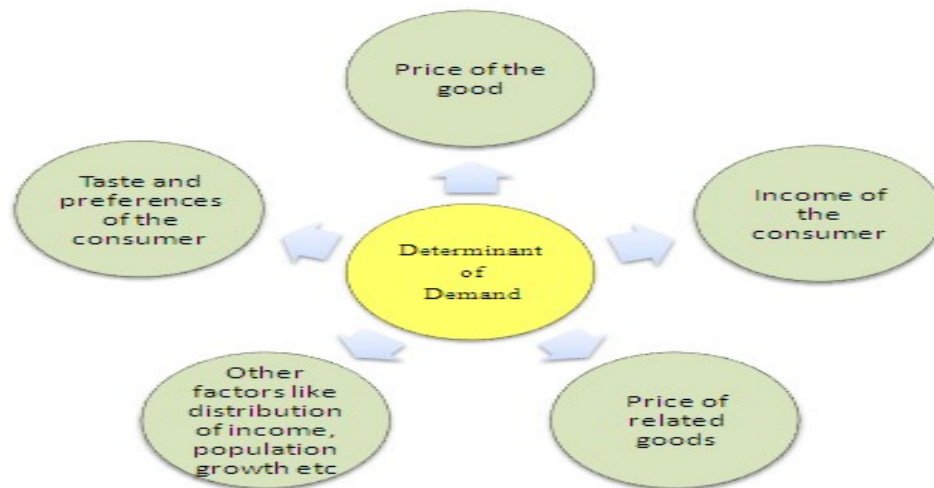 Price of the
good
Taste and
preferences
of the
consumer
Income of
the
consumer
Determinant
of
Demand
Other
factors like
distribution
of income,
population
growth etc
Price of
related
goods